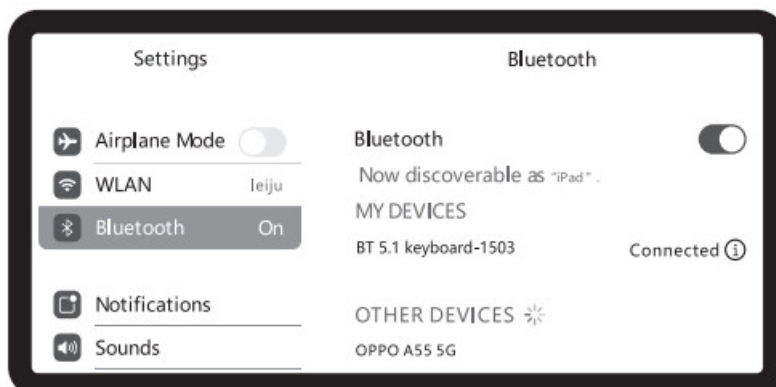 Settings
Airplane Mode
WLAN leiju
Bluetooth On
Notifications
Sounds
Bluetooth
Bluetooth
Now discoverable as "iPad" .
MY DEVICES
BT 5.1 keyboard-1503 Connected
OTHER DEVICES
OPPO A55 5G